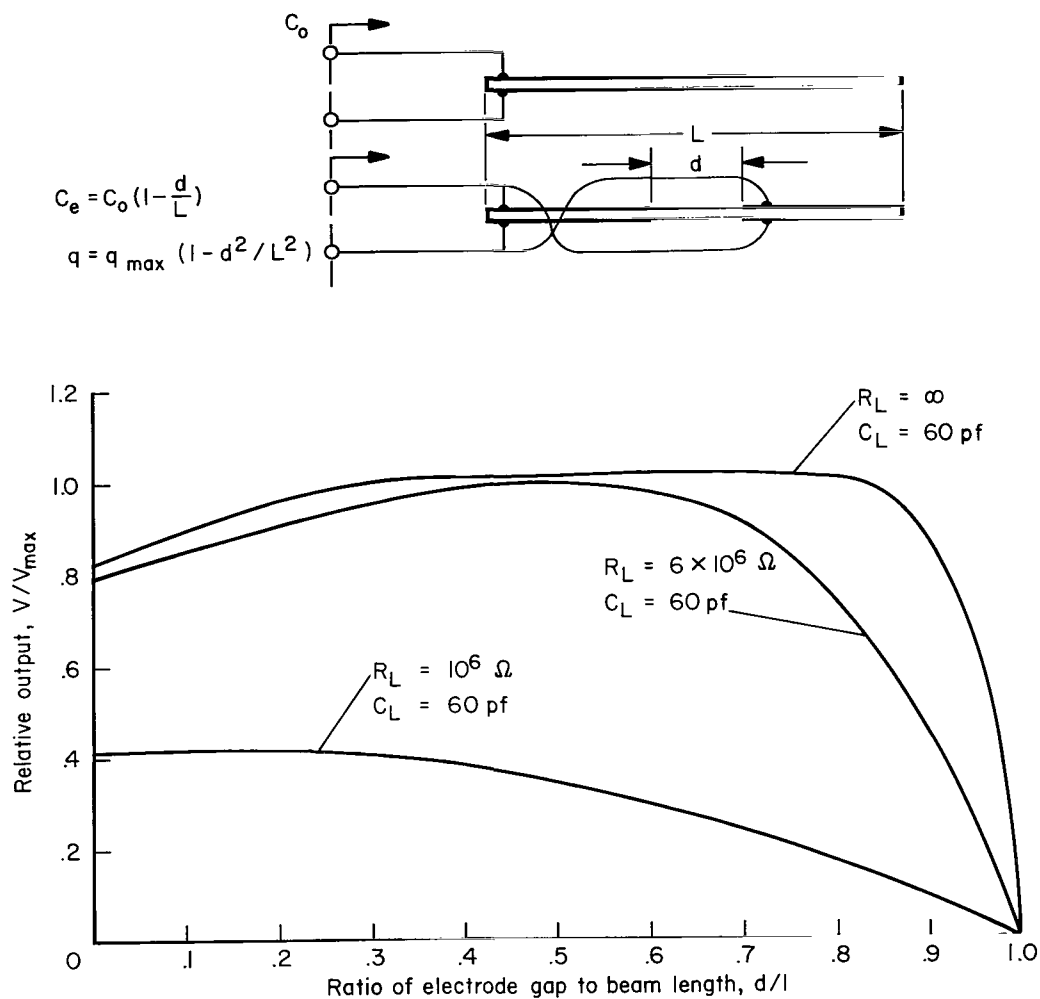 C_o
L
d
C_e = C_o (1 - d/L)
q = q_max (1 - d²/L²)
1.2
1.0
.8
.6
.4
.2
0
Relative output, V/V_max
R_L = ∞
C_L = 60 pf
R_L = 6 × 10⁶ Ω
C_L = 60 pf
R_L = 10⁶ Ω
C_L = 60 pf
.1 .2 .3 .4 .5 .6 .7 .8 .9 1.0
Ratio of electrode gap to beam length, d/l